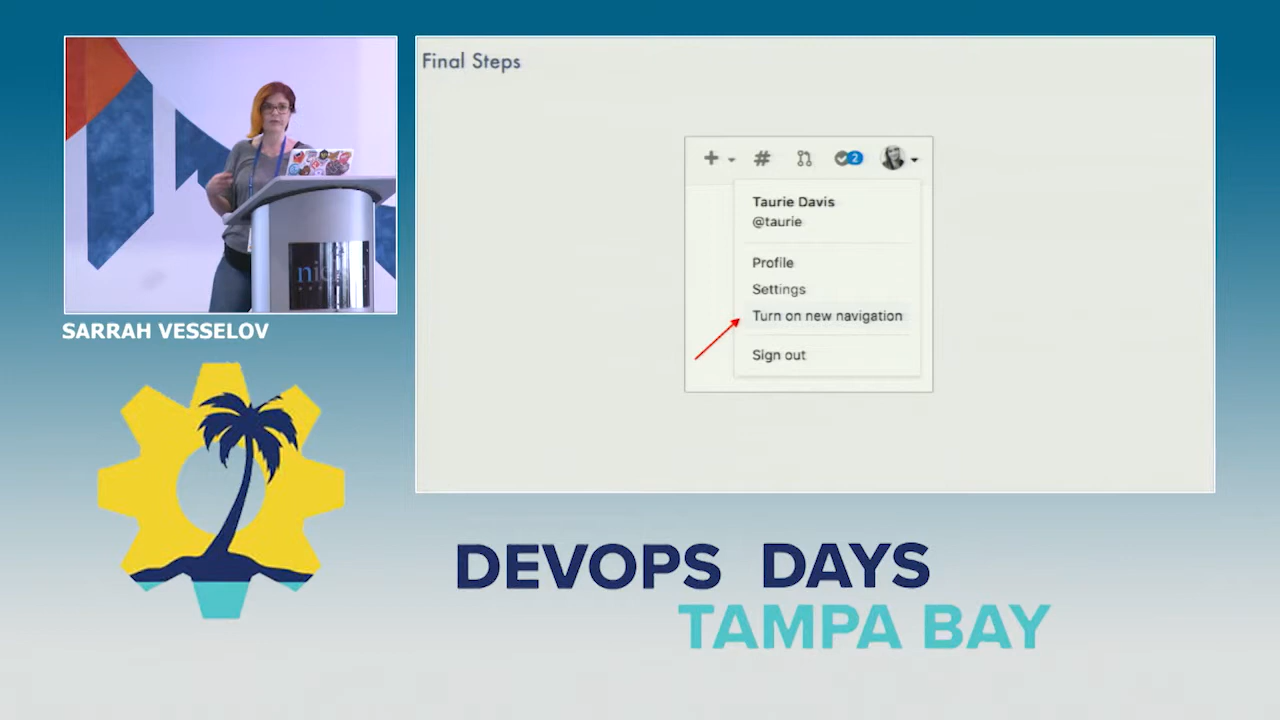 Final Steps
2
Taurie Davis
@taurie
Profile
Settings
Turn on new navigation
Sign out
SARRAH VESSELOV
DEVOPS DAYS
TAMPA BAY